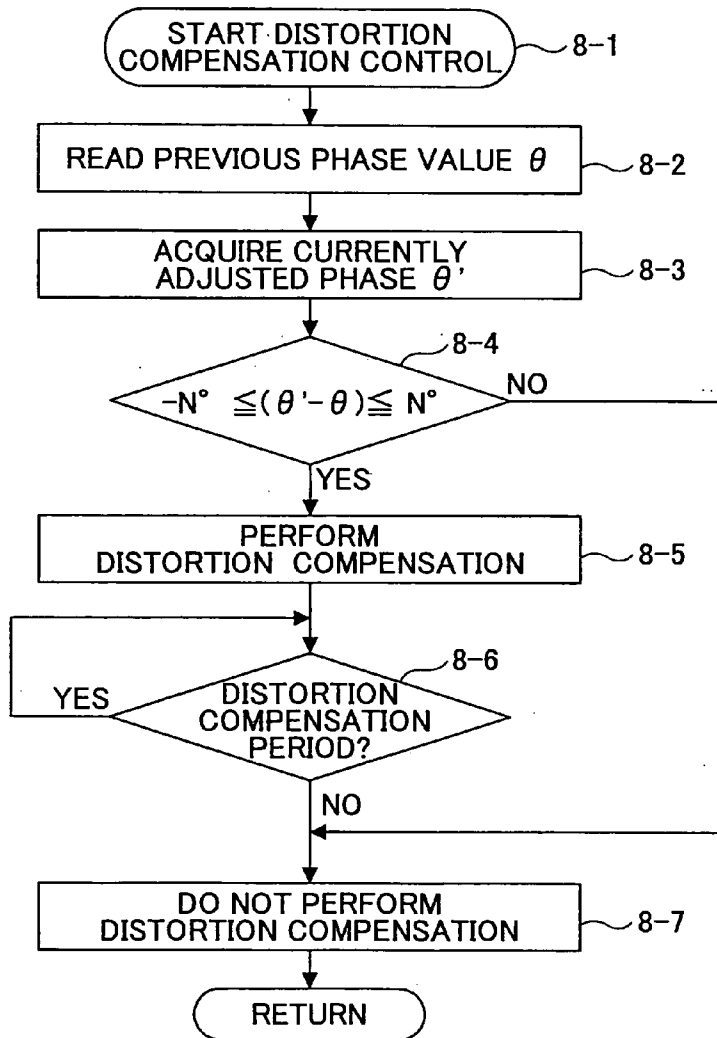 START DISTORTION
COMPENSATION CONTROL
8-1
READ PREVIOUS PHASE VALUE θ
8-2
ACQUIRE CURRENTLY
ADJUSTED PHASE θ'
8-3
8-4
-N° ≦(θ'-θ)≦ N°
NO
YES
PERFORM
DISTORTION COMPENSATION
8-5
8-6
YES
DISTORTION
COMPENSATION
PERIOD?
NO
DO NOT PERFORM
DISTORTION COMPENSATION
8-7
RETURN